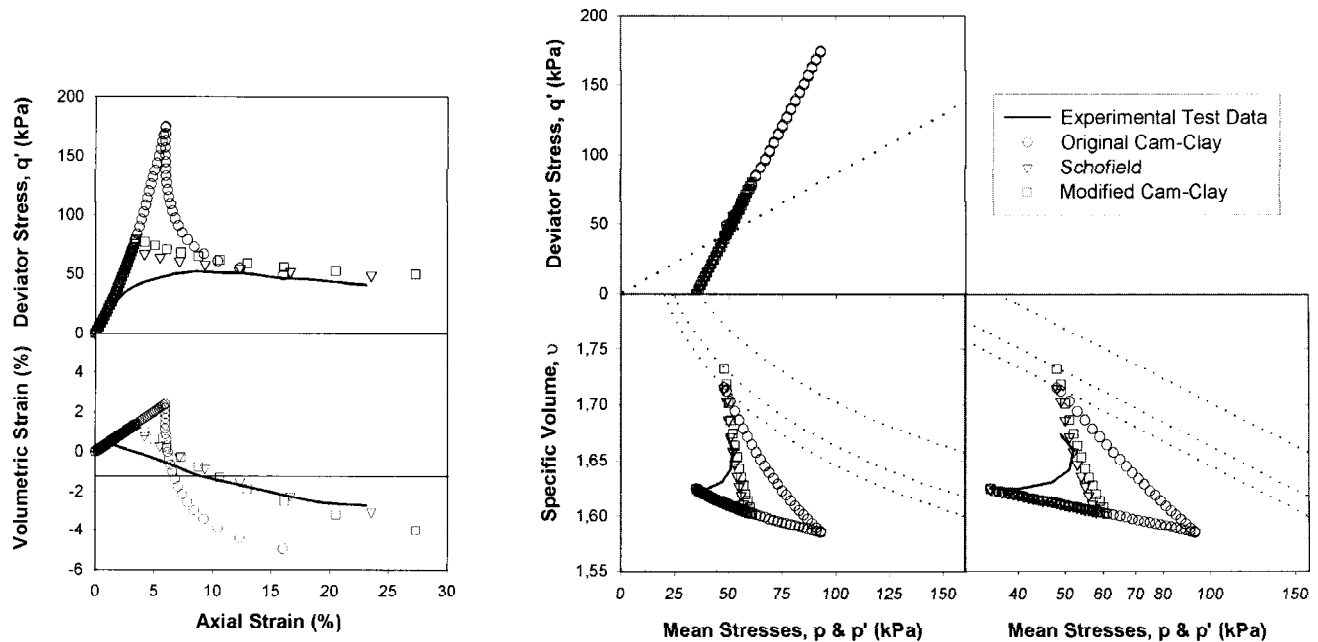 Deviator Stress, q' (kPa)
200
150
100
50
0
Volumetric Strain (%)
4
2
0
-2
-4
-6
0 5 10 15 20 25 30
Axial Strain (%)
Deviator Stress, q' (kPa)
200
150
100
50
0
Experimental Test Data
Original Cam-Clay
Schofield
Modified Cam-Clay
Specific Volume, υ
1,75
1,70
1,65
1,60
1,55
0 25 50 75 100 125 150
Mean Stresses, p & p' (kPa)
40 50 60 70 80 100 150
Mean Stresses, p & p' (kPa)